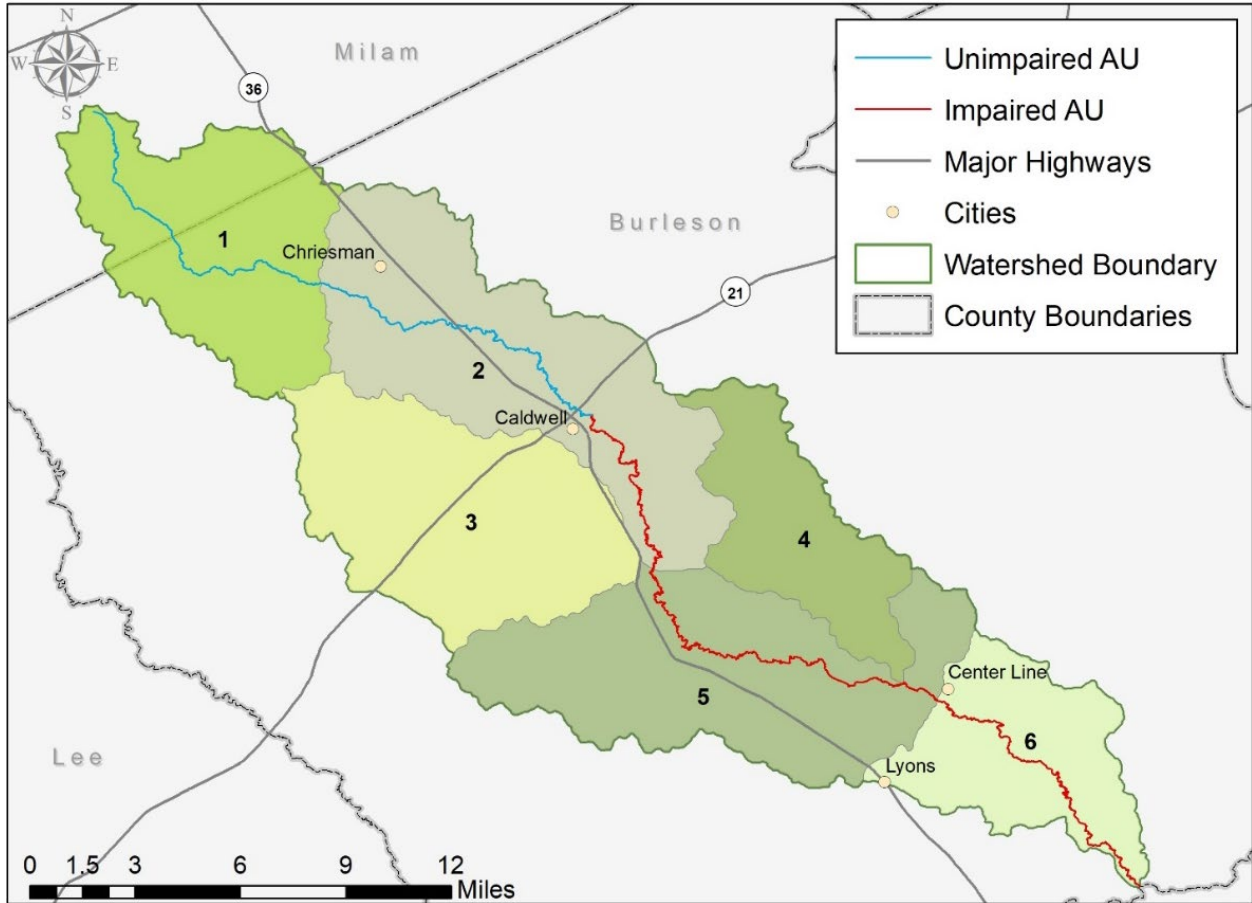 N
W
E
S
Milam
36
Unimpaired AU
Impaired AU
Major Highways
Cities
Watershed Boundary
County Boundaries
Burleson
1
Chriesman
21
2
Caldwell
3
4
Center Line
5
6
Lee
Lyons
0 1.5 3 6 9 12
Miles